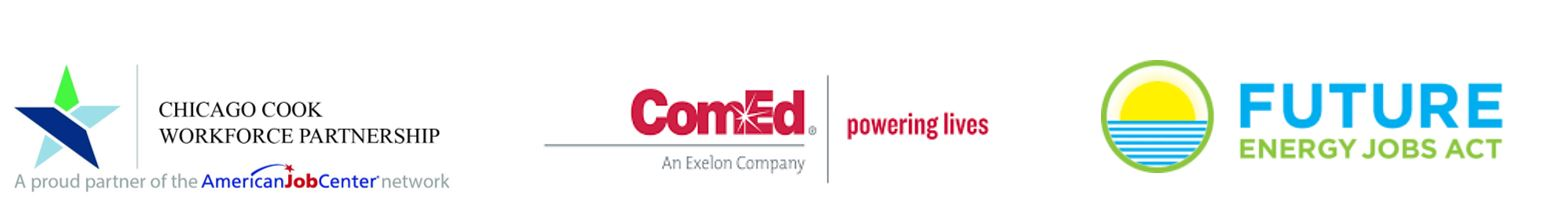 CHICAGO COOK
WORKFORCE PARTNERSHIP
A proud partner of the AmericanJobCenter® network
ComEd®
An Exelon Company
powering lives
FUTURE
ENERGY JOBS ACT